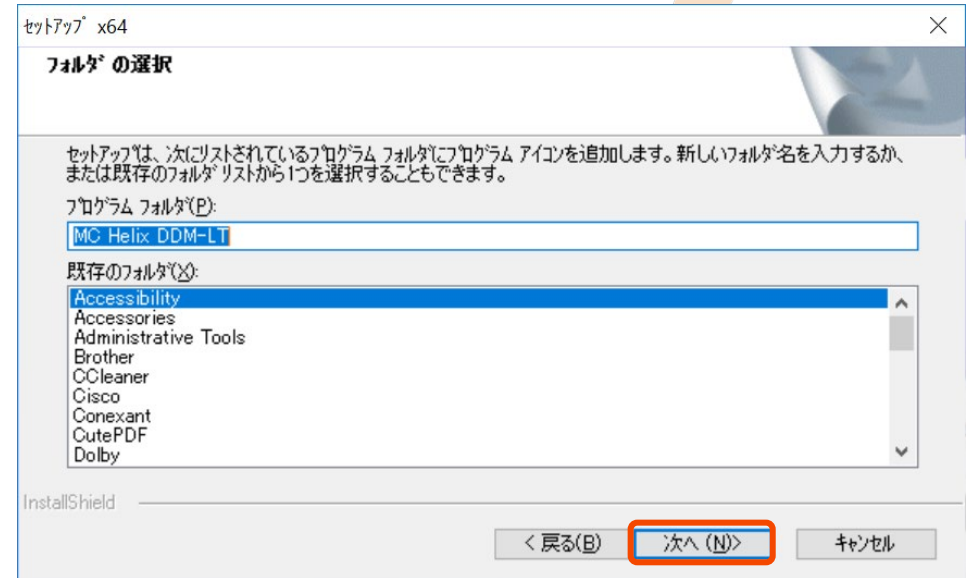 セットアップ x64
フォルダの選択
セットアップは、次にリストされているプログラム フォルダにプログラム アイコンを追加します。新しいフォルダ名を入力するか、
または既存のフォルダ リストから1つを選択することもできます。
プログラム フォルダ(P):
MC Helix DDM-LT
既存のフォルダ(X):
Accessibility
Accessories
Administrative Tools
Brother
CCleaner
Cisco
Conexant
CutePDF
Dolby
InstallShield
< 戻る(B)
次へ (N)>
キャンセル